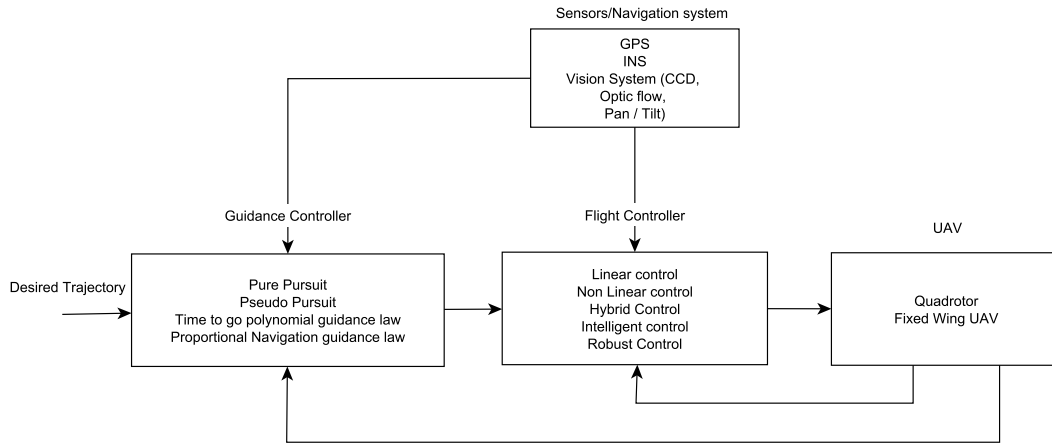 Sensors/Navigation system
GPS
INS
Vision System (CCD,
Optic flow,
Pan / Tilt)
Guidance Controller
Flight Controller
UAV
Desired Trajectory
Pure Pursuit
Pseudo Pursuit
Time to go polynomial guidance law
Proportional Navigation guidance law
Linear control
Non Linear control
Hybrid Control
Intelligent control
Robust Control
Quadrotor
Fixed Wing UAV